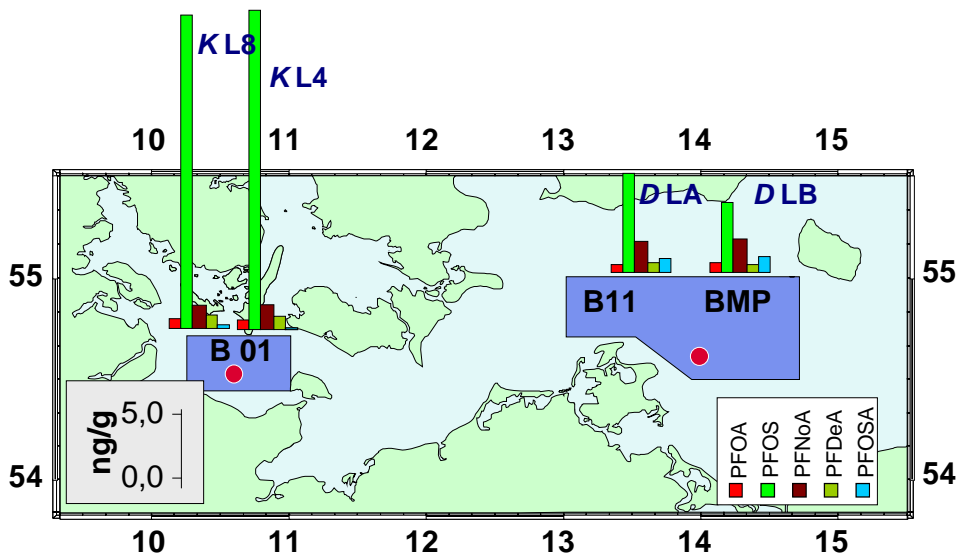 K L8
K L4
10 11 12 13 14 15
D LA D LB
55 55
B11 BMP
B 01
ng/g
5,0
0,0
PFOA
PFOS
PFNoA
PFDeA
PFOSA
54 54
10 11 12 13 14 15